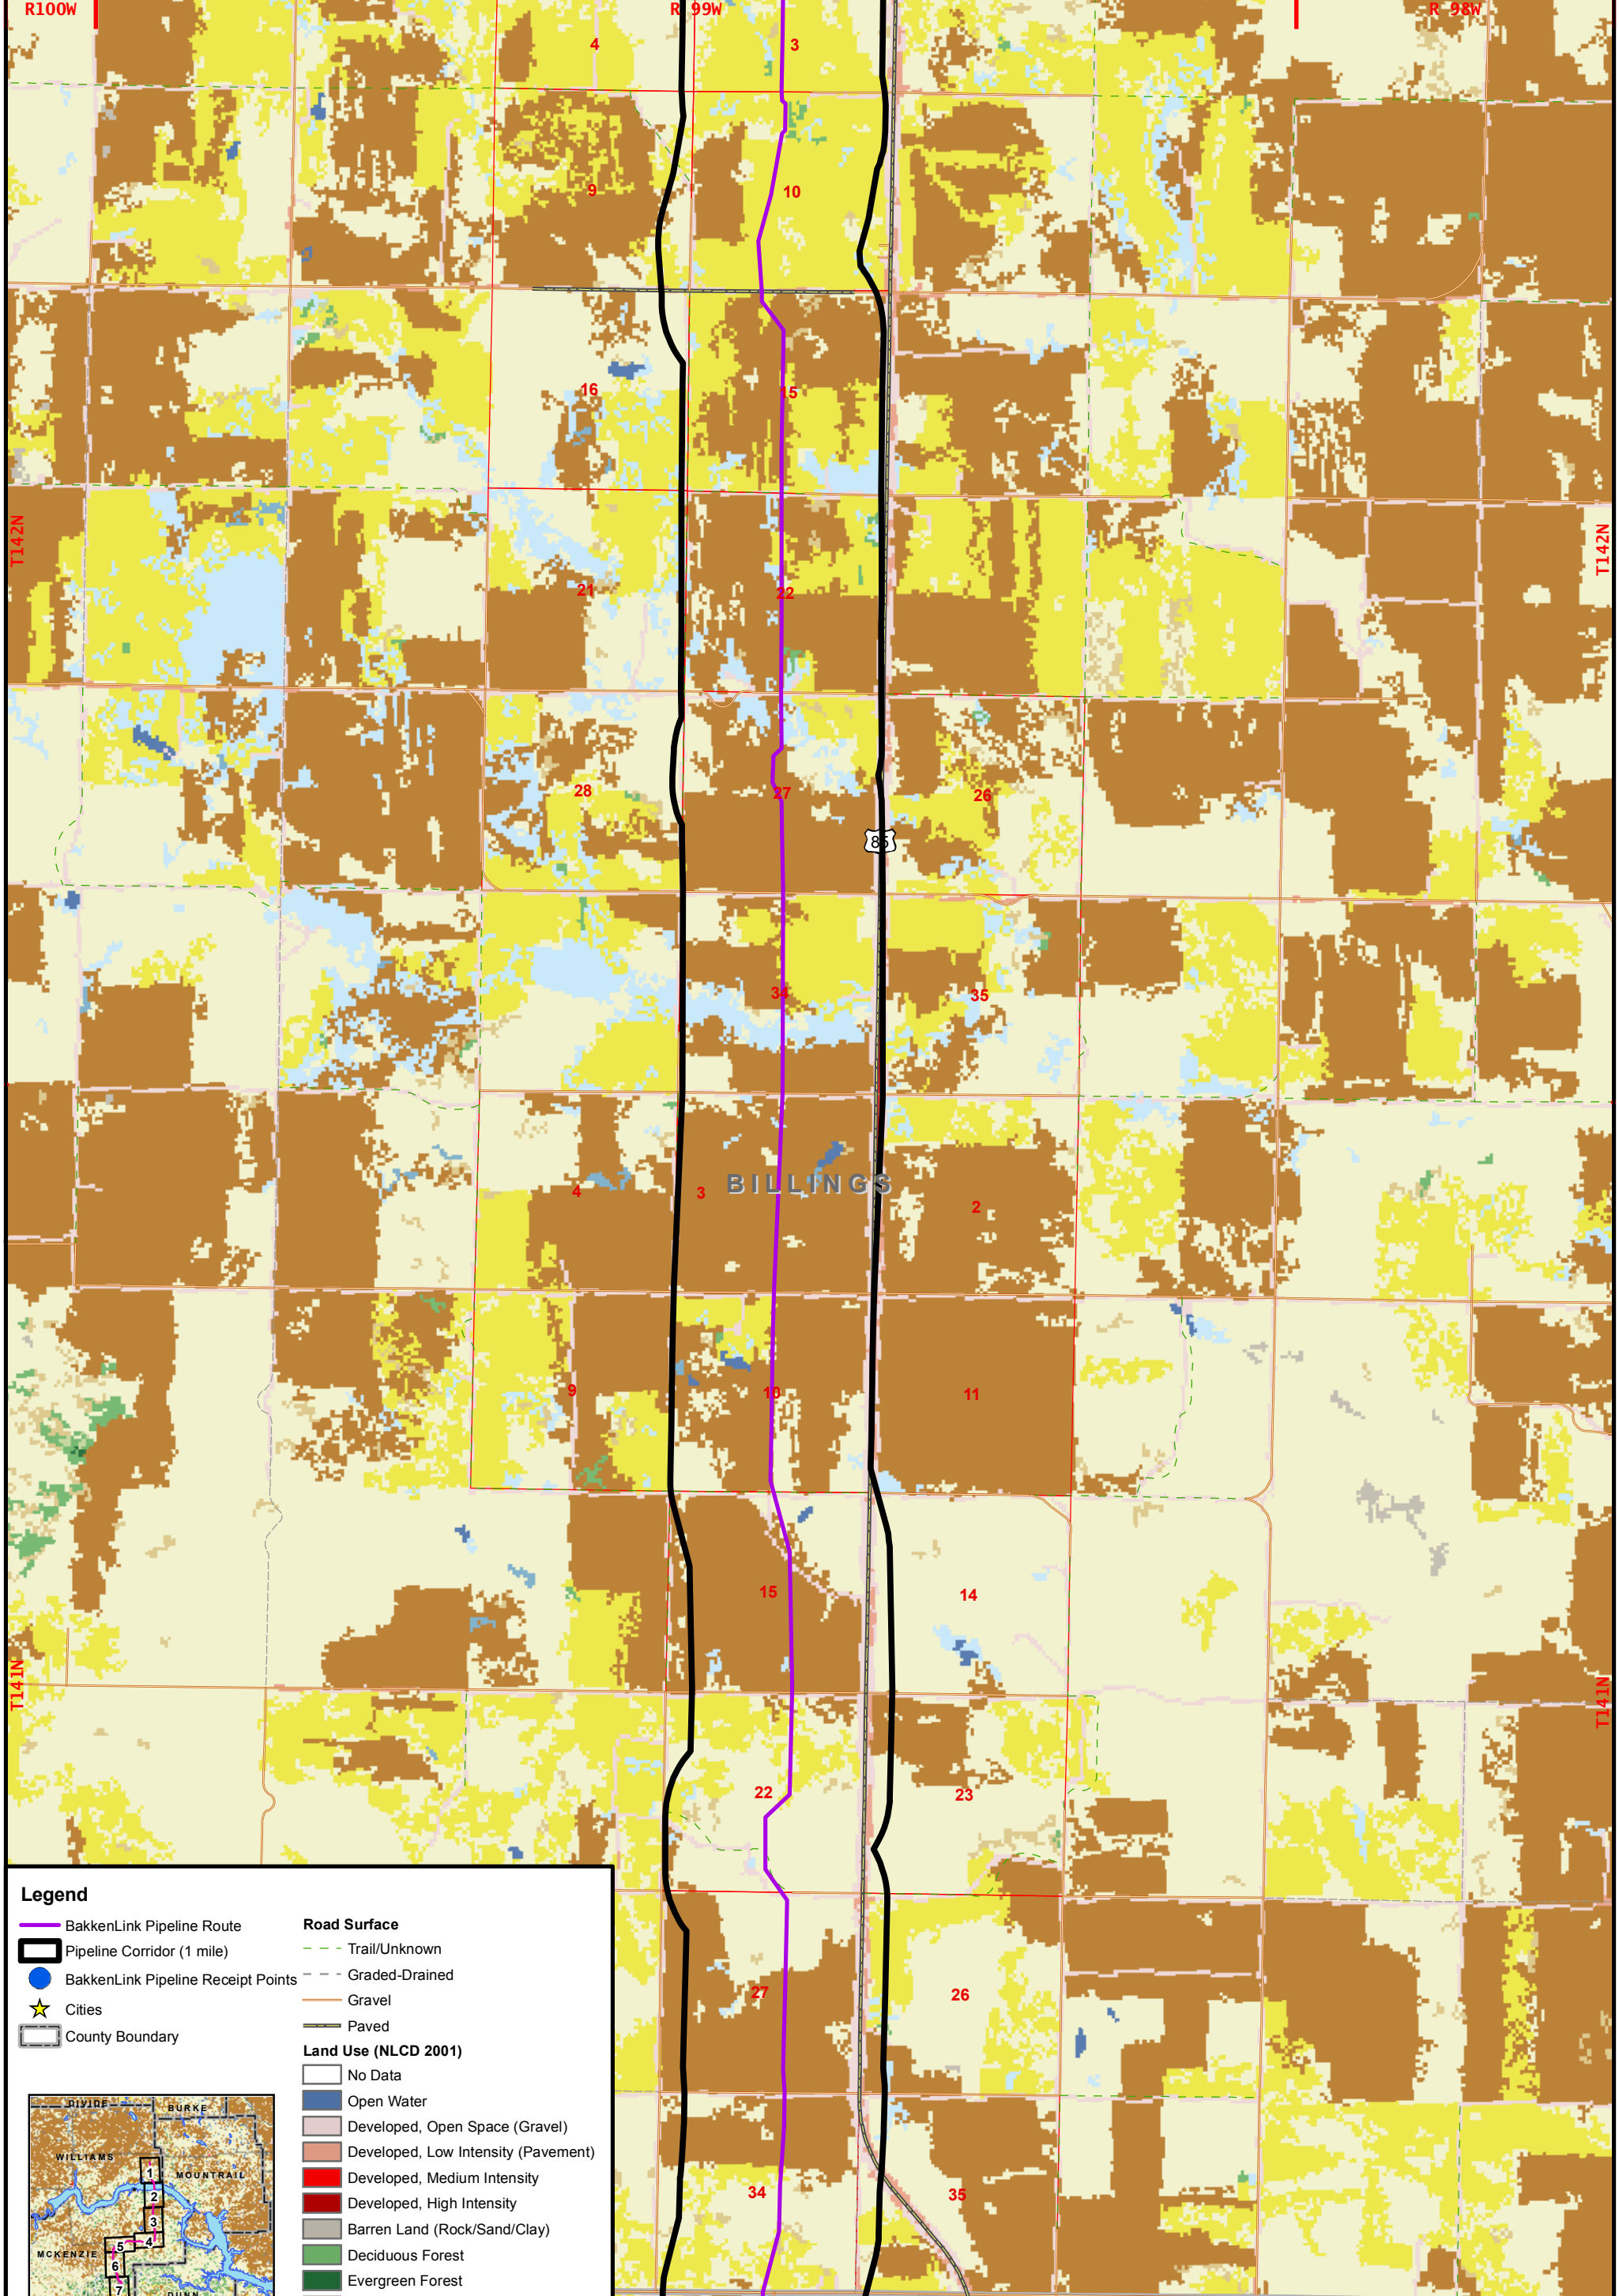 R100W
R 99W
R 98W
4
3
9
10
16
15
T142N
T142N
21
22
28
27
26
85
34
35
BILLINGS
4
3
2
9
10
11
15
14
T141N
T141N
22
23
27
26
34
35
Legend
BakkenLink Pipeline Route
Pipeline Corridor (1 mile)
BakkenLink Pipeline Receipt Points
Cities
County Boundary
Road Surface
Trail/Unknown
Graded-Drained
Gravel
Paved
Land Use (NLCD 2001)
No Data
Open Water
Developed, Open Space (Gravel)
Developed, Low Intensity (Pavement)
Developed, Medium Intensity
Developed, High Intensity
Barren Land (Rock/Sand/Clay)
Deciduous Forest
Evergreen Forest
DIVIDE
BURKE
WILLIAMS
MOUNTRAIL
1
2
3
4
5
MCKENZIE
6
7
DUNN